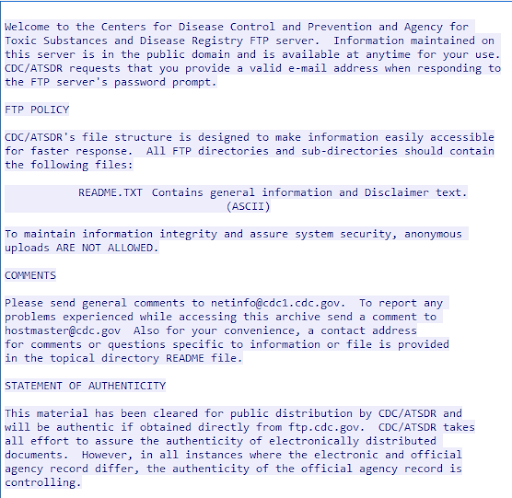 Welcome to the Centers for Disease Control and Prevention and Agency for
Toxic Substances and Disease Registry FTP server.  Information maintained on
this server is in the public domain and is available at anytime for your use.
CDC/ATSDR requests that you provide a valid e-mail address when responding to
the FTP server's password prompt.

FTP POLICY

CDC/ATSDR's file structure is designed to make information easily accessible
for faster response.  All FTP directories and sub-directories should contain
the following files:

README.TXT Contains general information and Disclaimer text.
(ASCII)

To maintain information integrity and assure system security, anonymous
uploads ARE NOT ALLOWED.

COMMENTS

Please send general comments to netinfo@cdc1.cdc.gov.  To report any
problems experienced while accessing this archive send a comment to
hostmaster@cdc.gov  Also for your convenience, a contact address
for comments or questions specific to information or file is provided
in the topical directory README file.

STATEMENT OF AUTHENTICITY

This material has been cleared for public distribution by CDC/ATSDR and
will be authentic if obtained directly from ftp.cdc.gov.  CDC/ATSDR takes
all effort to assure the authenticity of electronically distributed
documents.  However, in all instances where the electronic and official
agency record differ, the authenticity of the official agency record is
controlling.